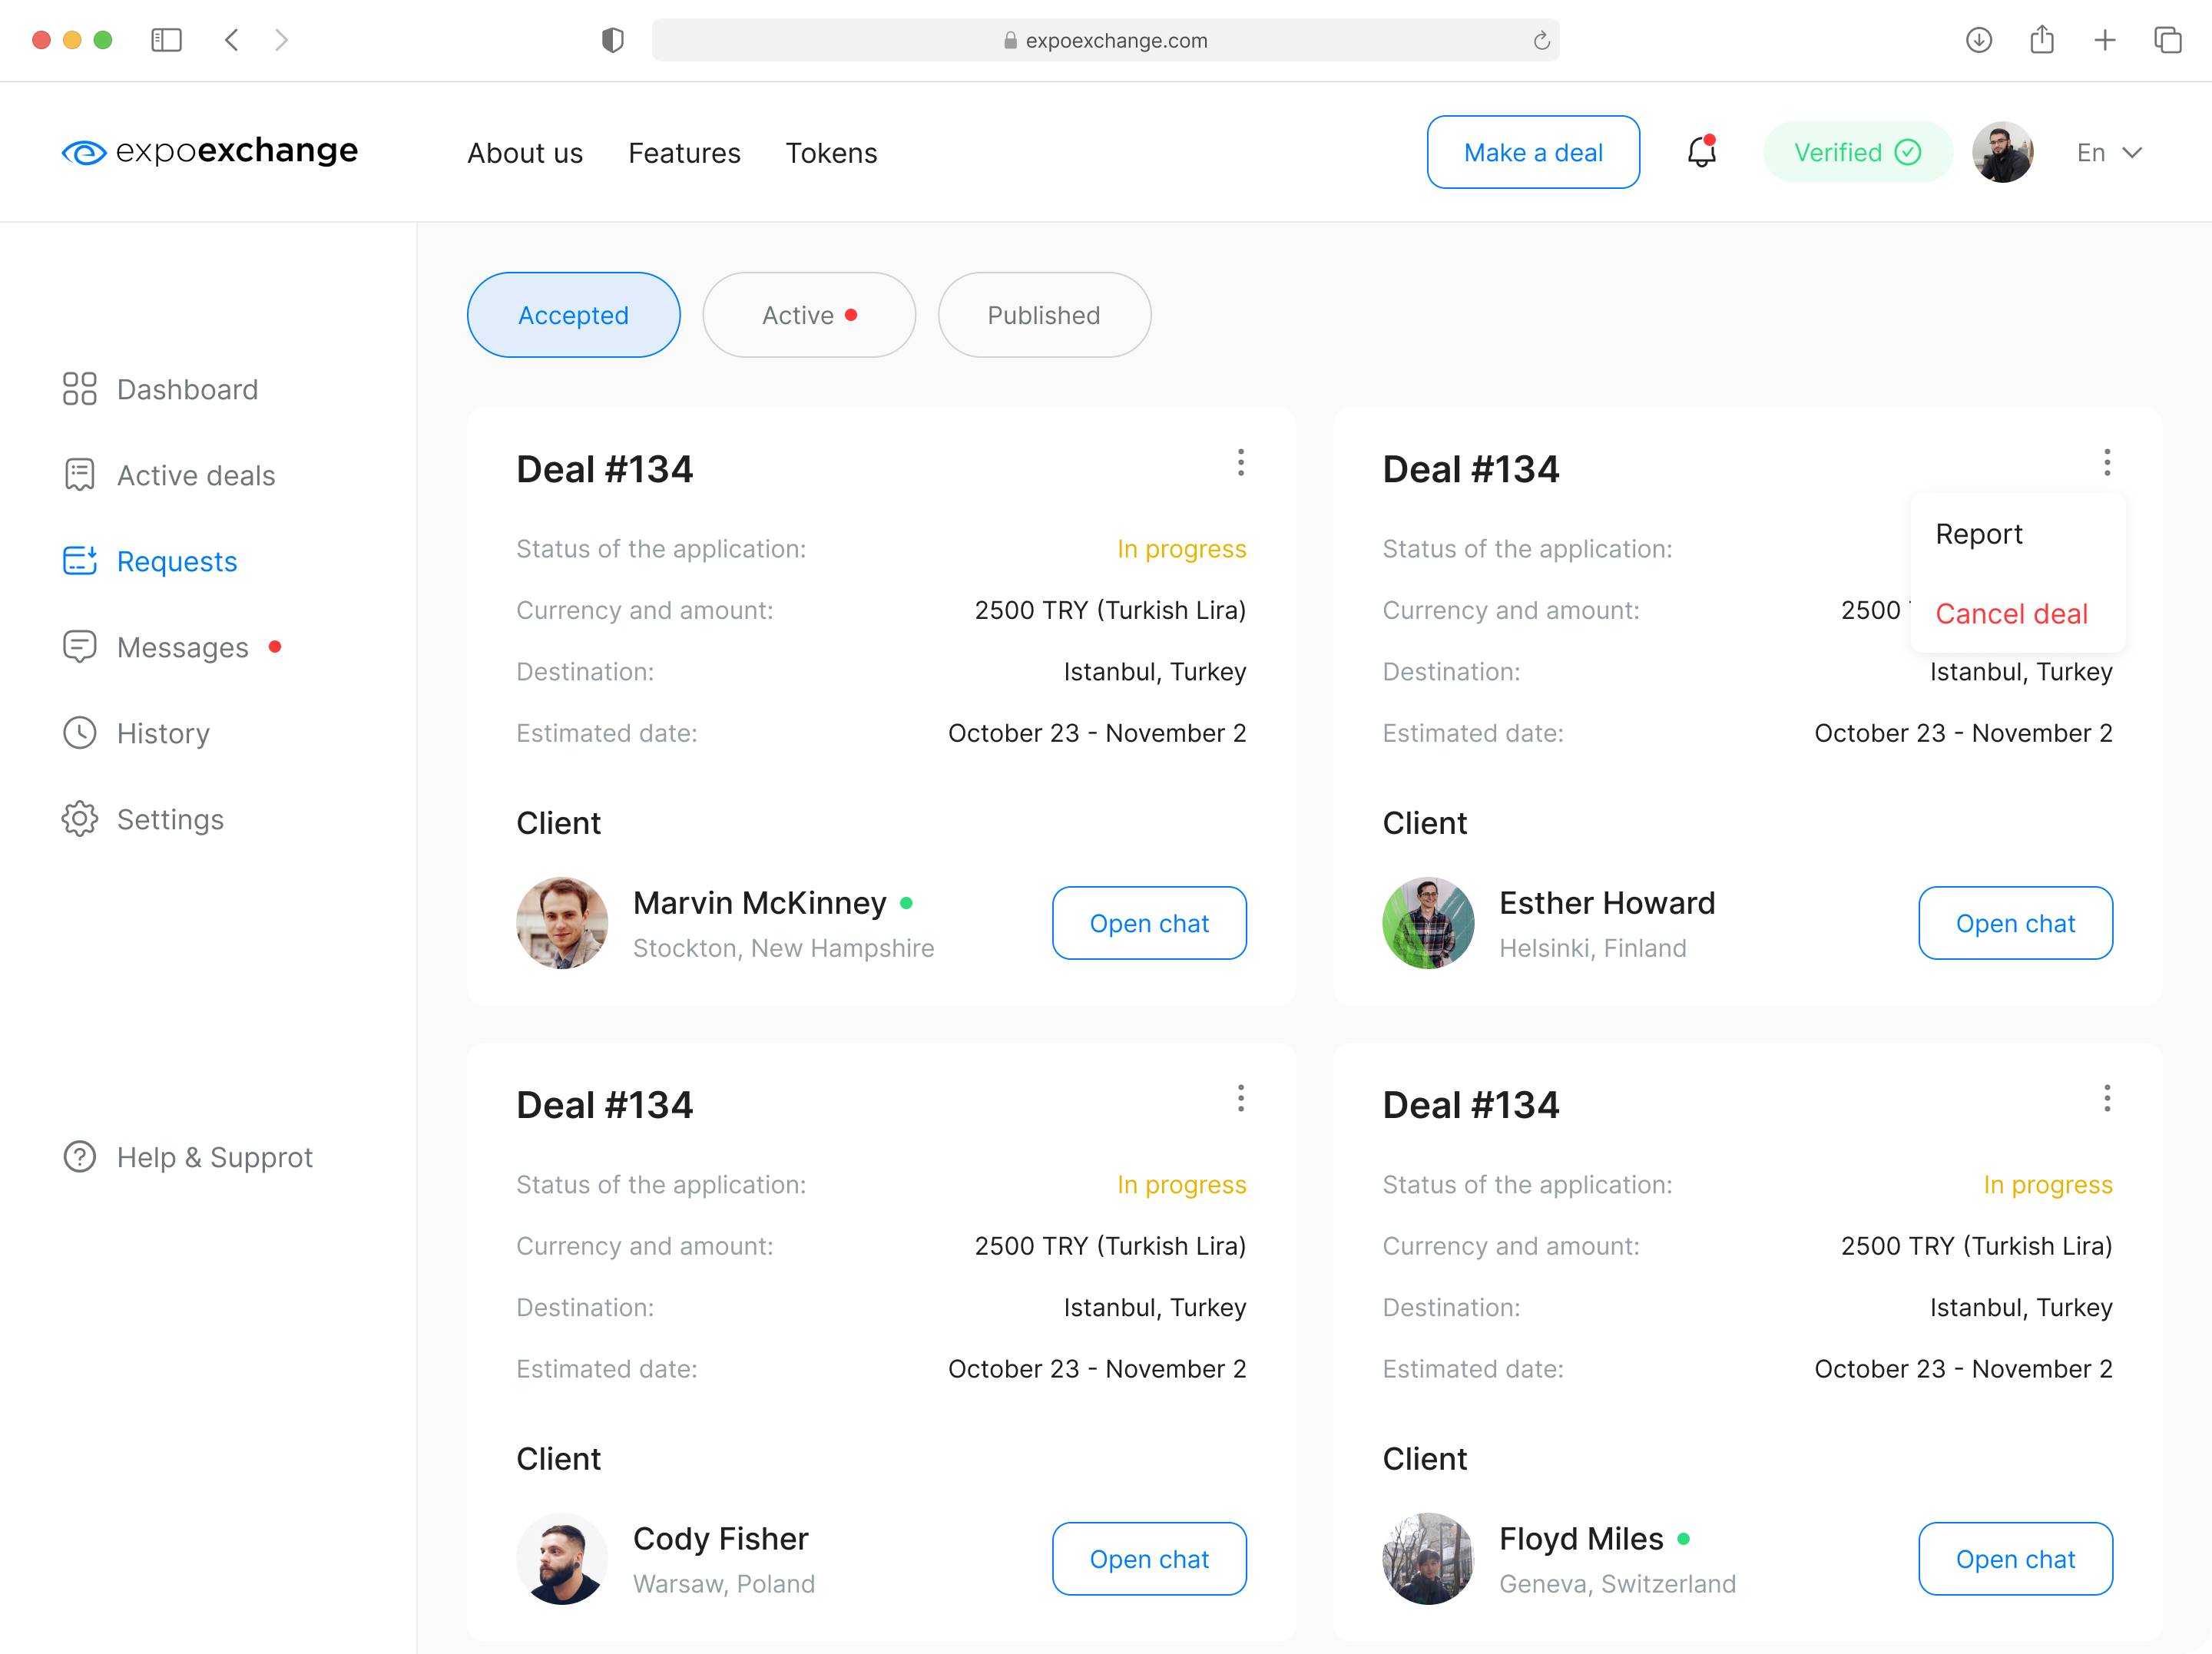 expoexchange.com
expoexchange
About us
Features
Tokens
Make a deal
Verified
En
Dashboard
Active deals
Requests
Messages
History
Settings
Help & Supprot
Accepted
Active
Published
Deal #134
Status of the application: In progress
Currency and amount: 2500 TRY (Turkish Lira)
Destination: Istanbul, Turkey
Estimated date: October 23 - November 2
Client
Marvin McKinney
Stockton, New Hampshire
Open chat
Deal #134
Report
Cancel deal
Status of the application:
Currency and amount: 2500
Destination: Istanbul, Turkey
Estimated date: October 23 - November 2
Client
Esther Howard
Helsinki, Finland
Open chat
Deal #134
Status of the application: In progress
Currency and amount: 2500 TRY (Turkish Lira)
Destination: Istanbul, Turkey
Estimated date: October 23 - November 2
Client
Cody Fisher
Warsaw, Poland
Open chat
Deal #134
Status of the application: In progress
Currency and amount: 2500 TRY (Turkish Lira)
Destination: Istanbul, Turkey
Estimated date: October 23 - November 2
Client
Floyd Miles
Geneva, Switzerland
Open chat